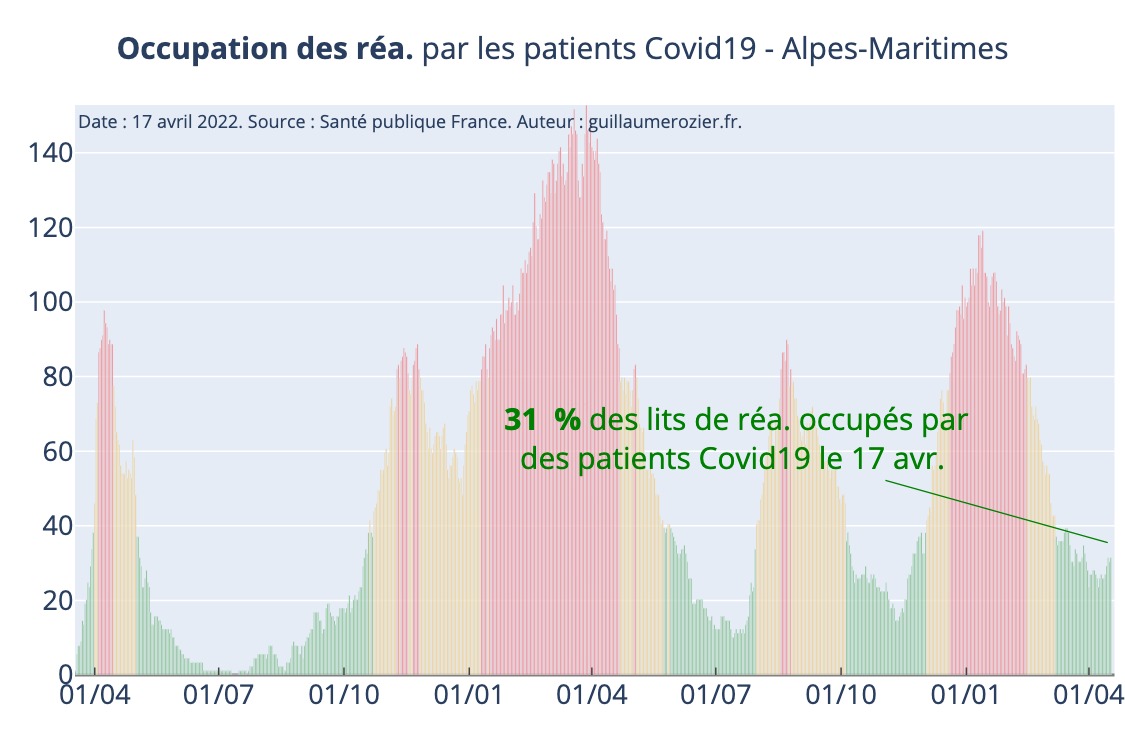 Occupation des réa. par les patients Covid19 - Alpes-Maritimes
Date : 17 avril 2022. Source : Santé publique France. Auteur : guillaumerozier.fr.
140
120
100
80
60
40
20
0
31 % des lits de réa. occupés par
des patients Covid19 le 17 avr.
01/04 01/07 01/10 01/01 01/04 01/07 01/10 01/01 01/04